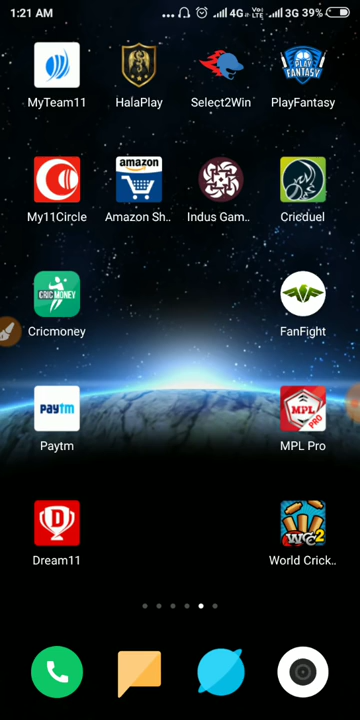 1:21 AM ... 4G Vo LTE 3G 39%
MyTeam11 HalaPlay Select2Win PlayFantasy
PLAY
FANTASY
amazon
My11Circle Amazon Sh.. Indus Gam.. Cricduel
CRIC
MONEY
Cricmoney FanFight
Paytm MPL
PRO
Paytm MPL Pro
D WCC2
Dream11 World Crick..